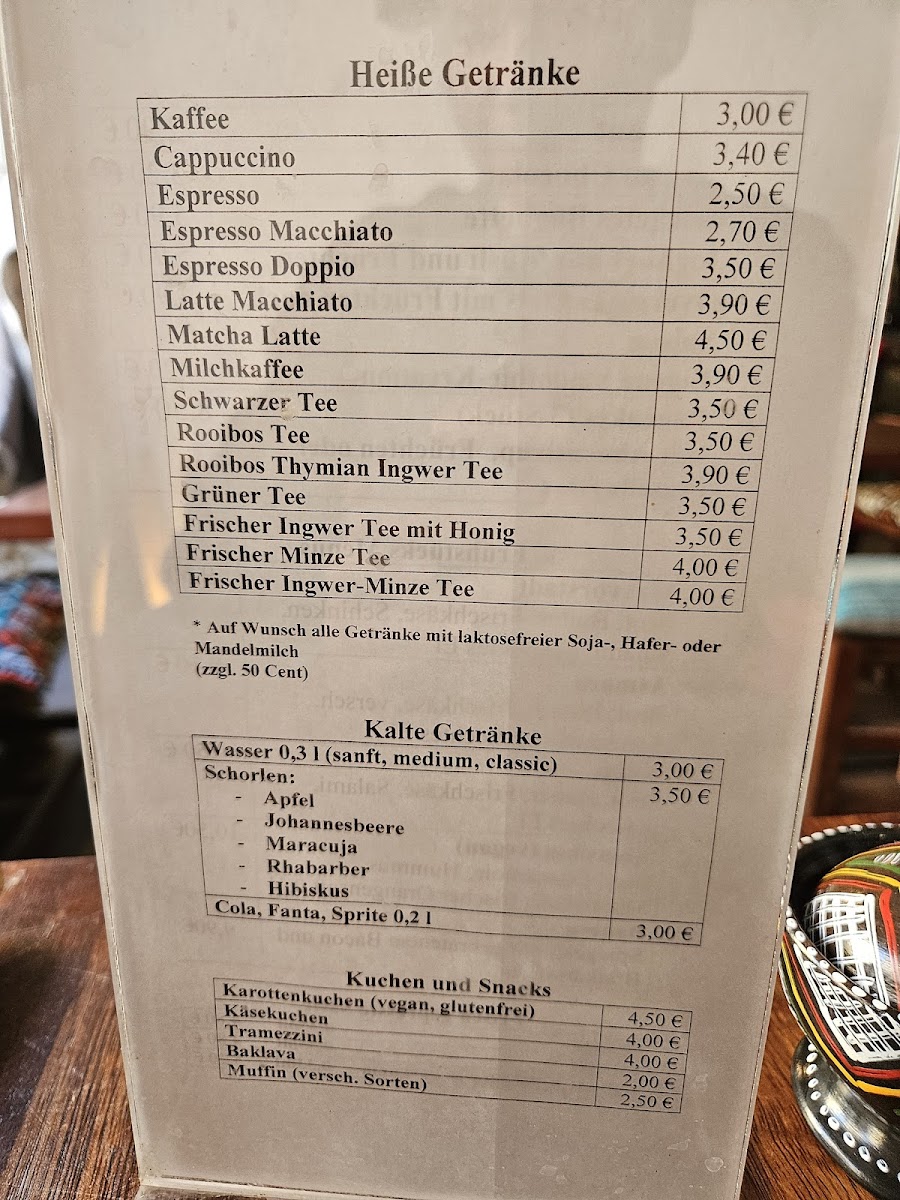 Heiße Getränke
Kaffee 3,00 €
Cappuccino 3,40 €
Espresso 2,50 €
Espresso Macchiato 2,70 €
Espresso Doppio 3,50 €
Latte Macchiato 3,90 €
Matcha Latte 4,50 €
Milchkaffee 3,90 €
Schwarzer Tee 3,50 €
Rooibos Tee 3,50 €
Rooibos Thymian Ingwer Tee 3,90 €
Grüner Tee 3,50 €
Frischer Ingwer Tee mit Honig 3,50 €
Frischer Minze Tee 4,00 €
Frischer Ingwer-Minze Tee 4,00 €
* Auf Wunsch alle Getränke mit laktosefreier Soja-, Hafer- oder
Mandelmilch
(zzgl. 50 Cent)
Kalte Getränke
Wasser 0,3 l (sanft, medium, classic) 3,00 €
Schorlen: 3,50 €
- Apfel
- Johannesbeere
- Maracuja
- Rhabarber
- Hibiskus
Cola, Fanta, Sprite 0,2 l 3,00 €
Kuchen und Snacks
Karottenkuchen (vegan, glutenfrei) 4,50 €
Käsekuchen 4,00 €
Tramezzini 4,00 €
Baklava 2,00 €
Muffin (versch. Sorten) 2,50 €